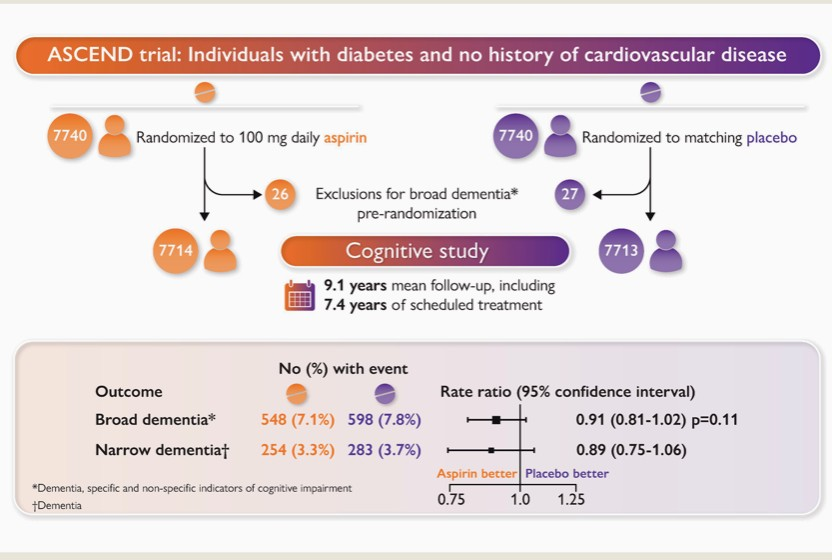 ASCEND trial: Individuals with diabetes and no history of cardiovascular disease
7740 Randomized to 100 mg daily aspirin
7740 Randomized to matching placebo
26 Exclusions for broad dementia* 27
pre-randomization
7714 Cognitive study 7713
9.1 years mean follow-up, including
7.4 years of scheduled treatment
No (%) with event
Outcome Rate ratio (95% confidence interval)
Broad dementia* 548 (7.1%) 598 (7.8%) 0.91 (0.81-1.02) p=0.11
Narrow dementia† 254 (3.3%) 283 (3.7%) 0.89 (0.75-1.06)
Aspirin better Placebo better
0.75 1.0 1.25
*Dementia, specific and non-specific indicators of cognitive impairment
†Dementia